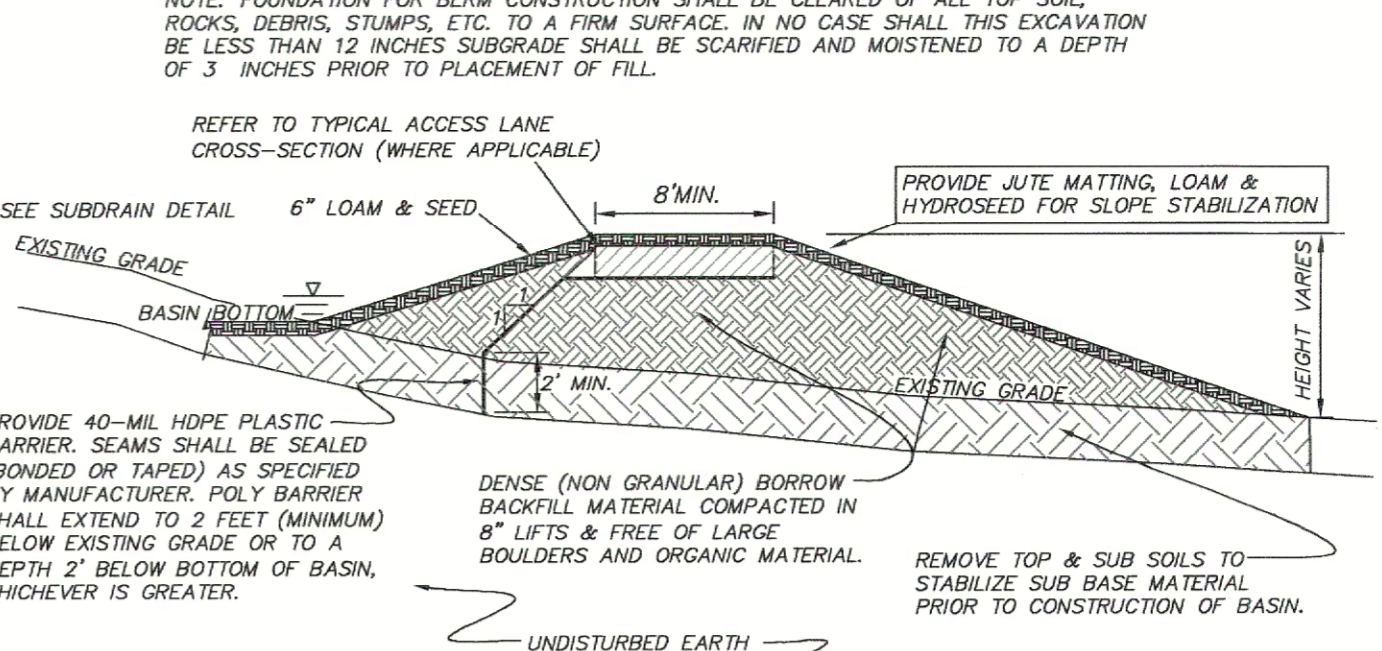 NOTE: FOUNDATION FOR BERM CONSTRUCTION SHALL BE CLEARED OF ALL TOP SOIL,
ROCKS, DEBRIS, STUMPS, ETC. TO A FIRM SURFACE. IN NO CASE SHALL THIS EXCAVATION
BE LESS THAN 12 INCHES SUBGRADE SHALL BE SCARIFIED AND MOISTENED TO A DEPTH
OF 3 INCHES PRIOR TO PLACEMENT OF FILL.
REFER TO TYPICAL ACCESS LANE
CROSS-SECTION (WHERE APPLICABLE)
8'MIN.
PROVIDE JUTE MATTING, LOAM &
HYDROSEED FOR SLOPE STABILIZATION
SEE SUBDRAIN DETAIL
6" LOAM & SEED
EXISTING GRADE
BASIN BOTTOM
1
1
2' MIN.
EXISTING GRADE
HEIGHT VARIES
ROVIDE 40-MIL HDPE PLASTIC
ARRIER. SEAMS SHALL BE SEALED
BONDED OR TAPED) AS SPECIFIED
Y MANUFACTURER. POLY BARRIER
HALL EXTEND TO 2 FEET (MINIMUM)
ELOW EXISTING GRADE OR TO A
EPTH 2' BELOW BOTTOM OF BASIN,
HICHEVER IS GREATER.
DENSE (NON GRANULAR) BORROW
BACKFILL MATERIAL COMPACTED IN
8" LIFTS & FREE OF LARGE
BOULDERS AND ORGANIC MATERIAL.
REMOVE TOP & SUB SOILS TO
STABILIZE SUB BASE MATERIAL
PRIOR TO CONSTRUCTION OF BASIN.
UNDISTURBED EARTH